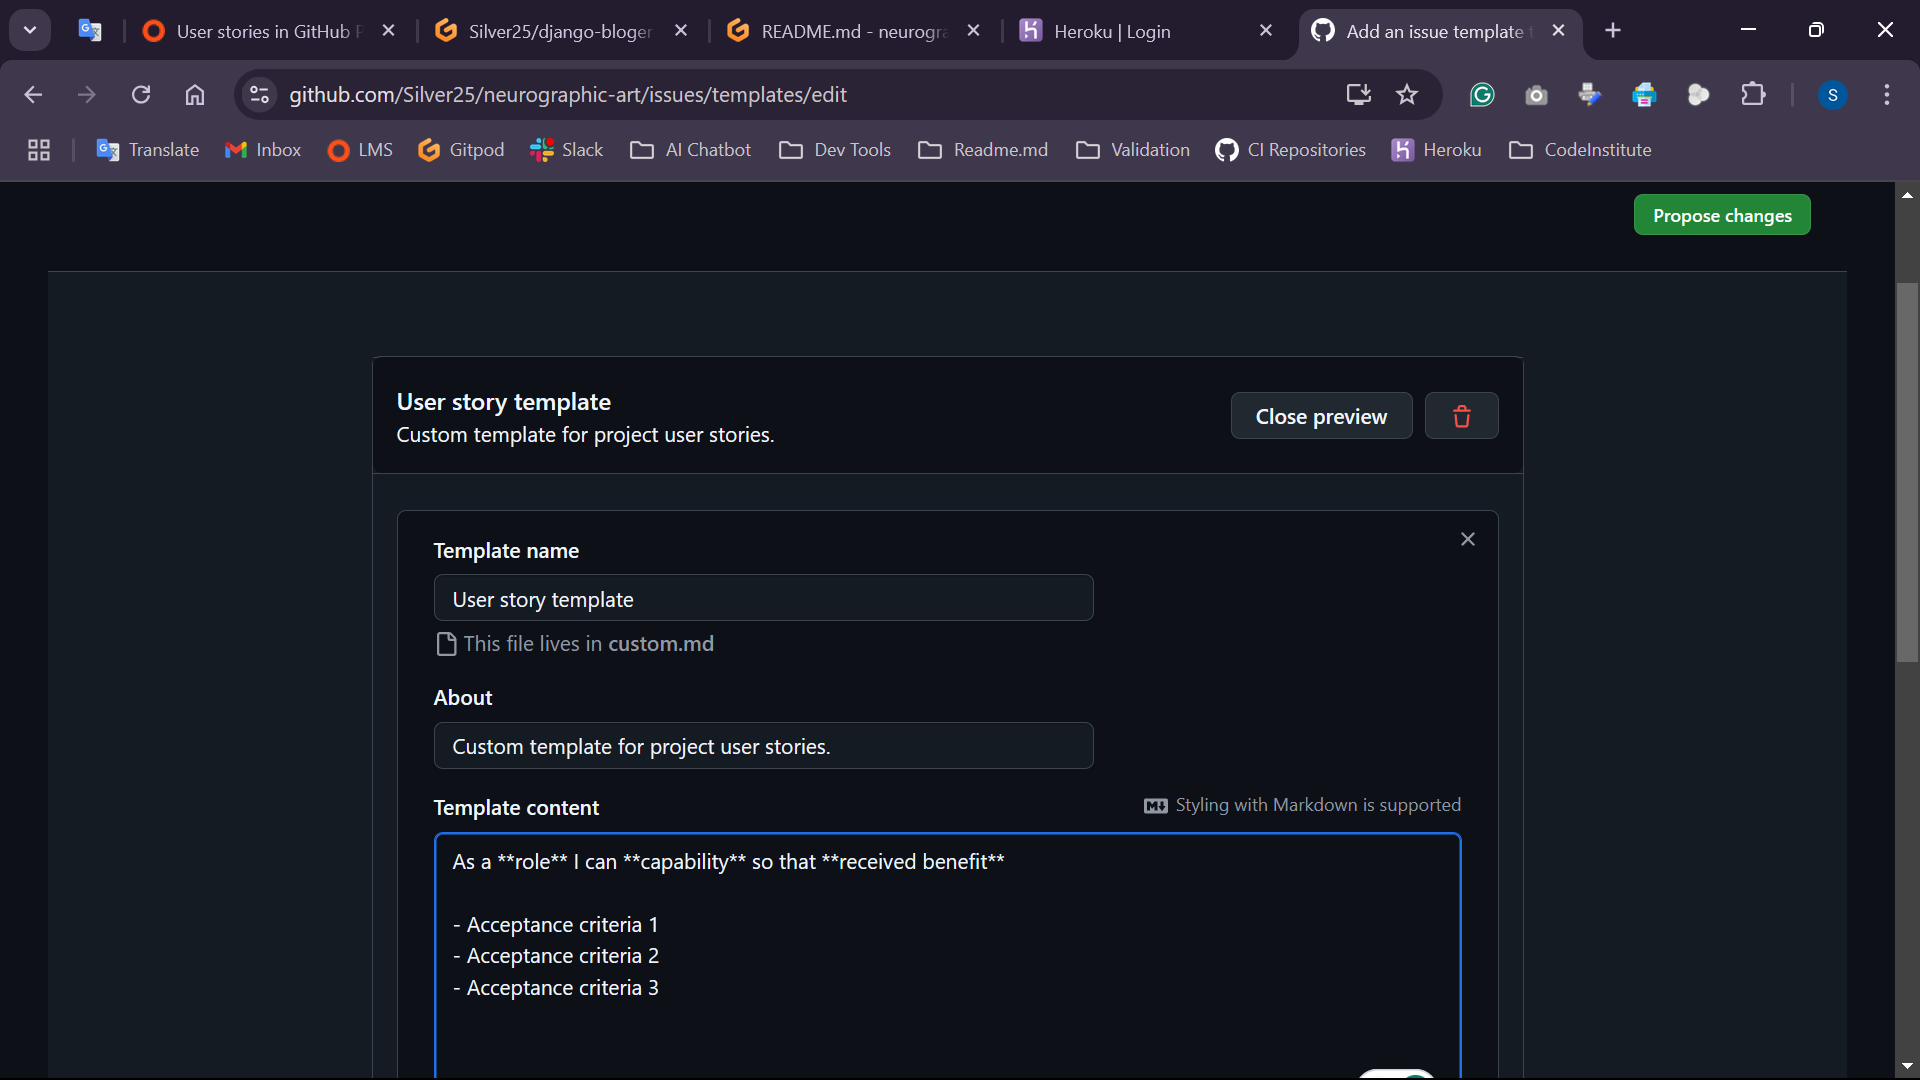 User stories in GitHub P
Silver25/django-bloger
README.md - neurogra
Heroku | Login
Add an issue template t
github.com/Silver25/neurographic-art/issues/templates/edit
S
Translate
Inbox
LMS
Gitpod
Slack
AI Chatbot
Dev Tools
Readme.md
Validation
CI Repositories
Heroku
CodeInstitute
Propose changes
User story template
Custom template for project user stories.
Close preview
Template name
User story template
This file lives in custom.md
About
Custom template for project user stories.
Template content
Styling with Markdown is supported
As a **role** I can **capability** so that **received benefit**
- Acceptance criteria 1
- Acceptance criteria 2
- Acceptance criteria 3